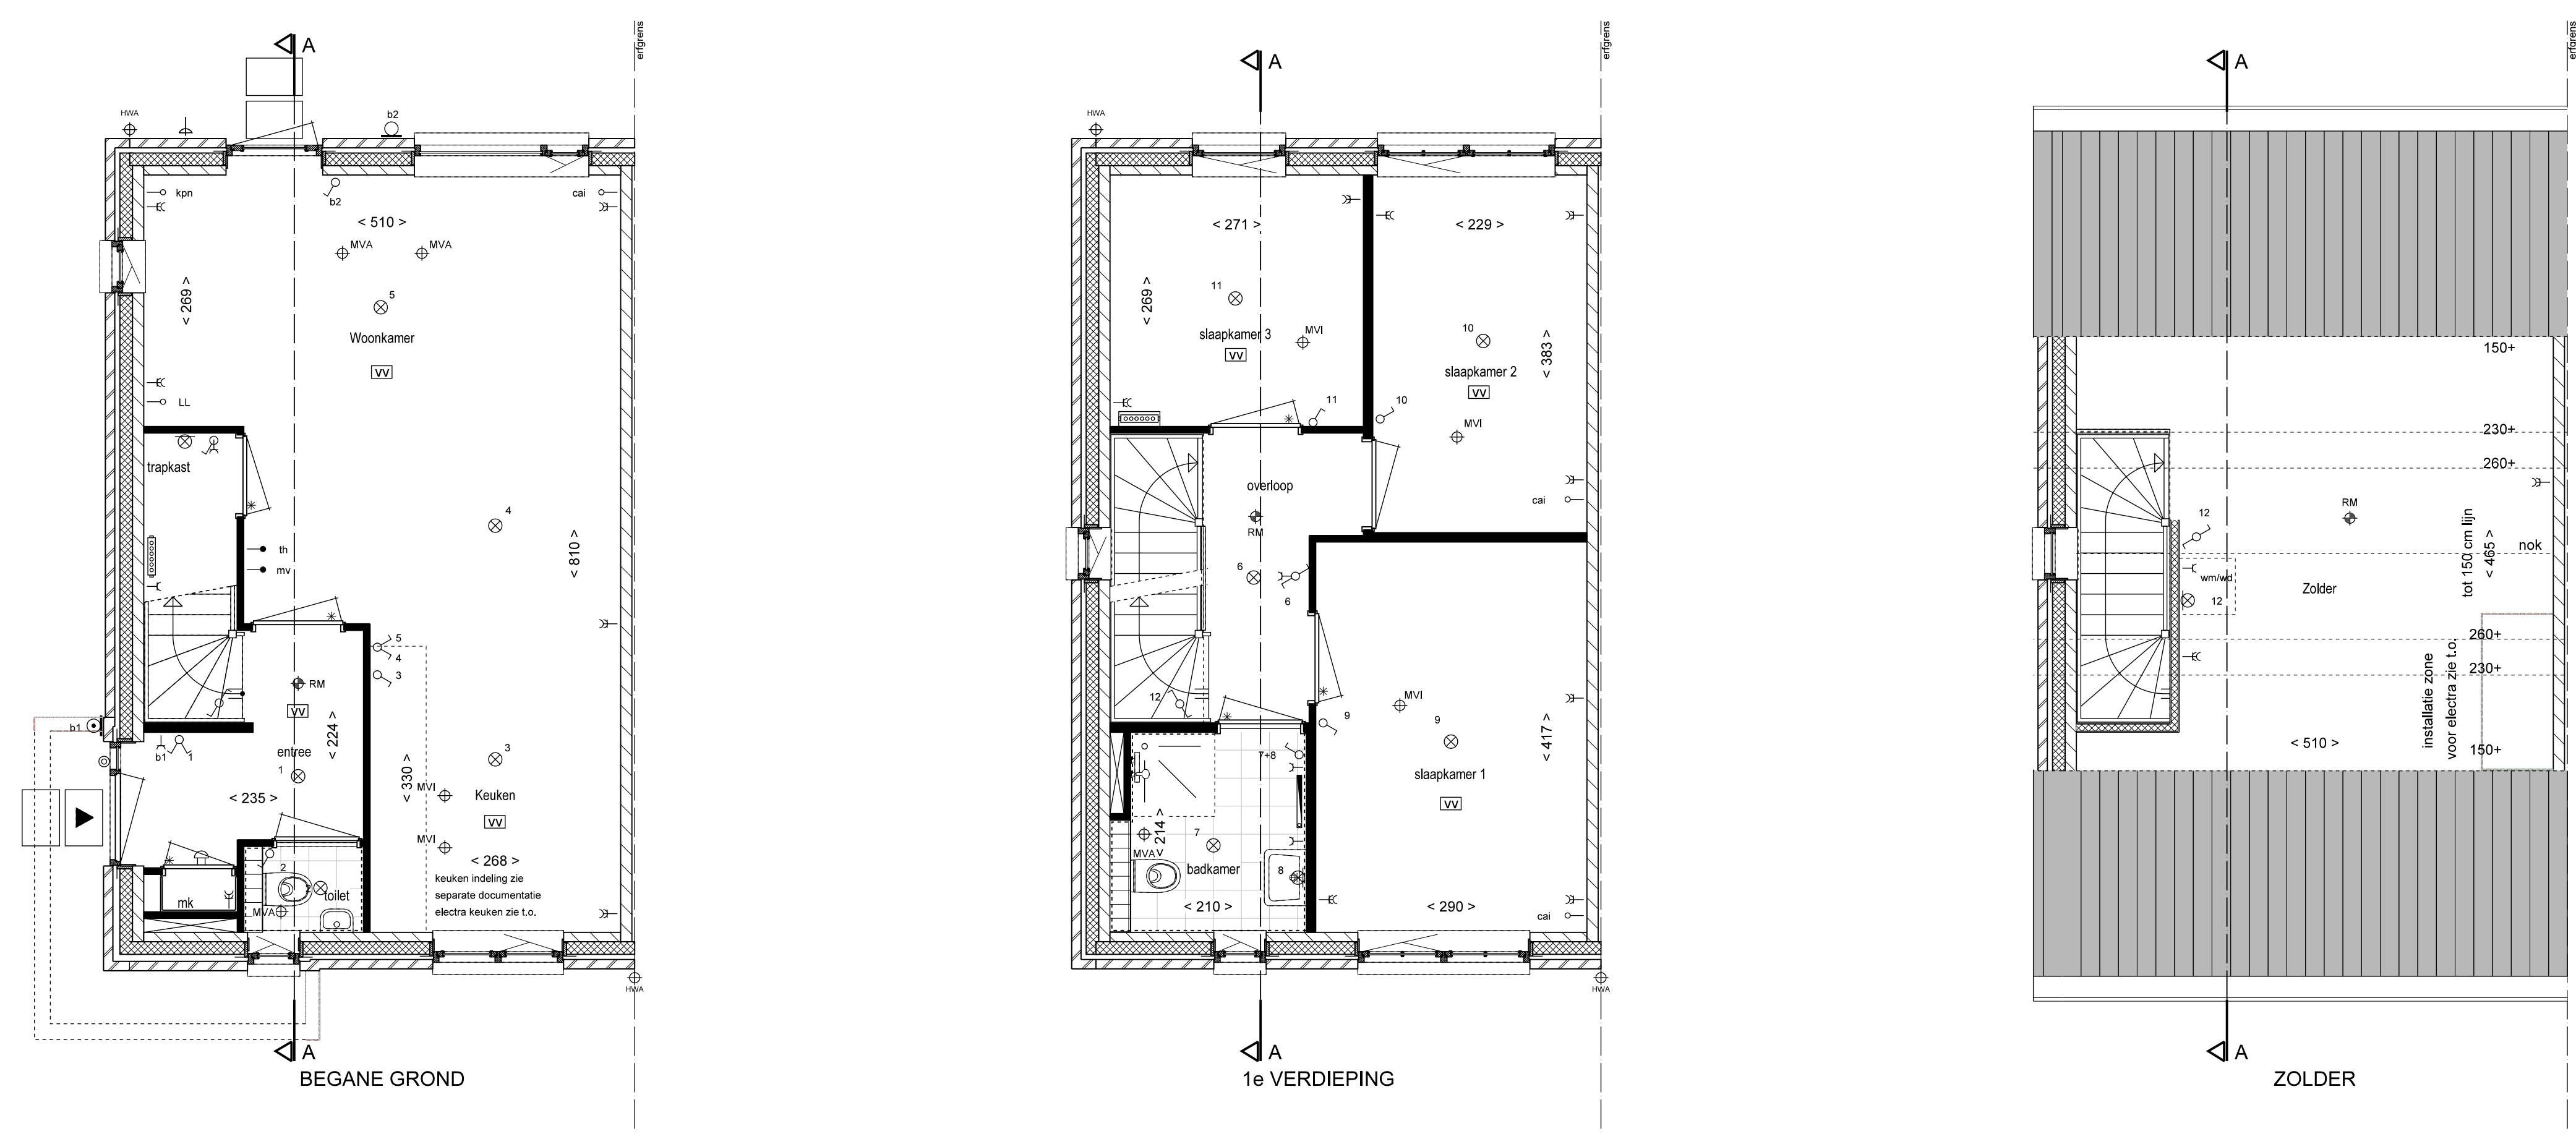 A
erfgrens
HWA
b2
kpn
cai
b2
< 510 >
MVA
MVA
< 269 >
5
Woonkamer
VV
LL
trapkast
4
th
mv
< 810 >
5
4
3
RM
VV
b1
b1
1
entree
1
< 224 >
3
< 330 >
MVI
Keuken
VV
< 235 >
MVI
2
< 268 >
keuken indeling zie
separate documentatie
electra keuken zie t.o.
mk
toilet
MVA
HWA
A
BEGANE GROND
A
erfgrens
HWA
< 271 >
< 229 >
< 269 >
11
10
slaapkamer 3
MVI
VV
slaapkamer 2
VV
< 383 >
11
10
MVI
overloop
RM
cai
6
6
12
MVI
9
9
7+8
< 417 >
slaapkamer 1
VV
7
< 214 >
MVA
badkamer
8
< 210 >
< 290 >
cai
HWA
A
1e VERDIEPING
A
erfgrens
150+
230+
260+
RM
12
nok
wm/wd
12
Zolder
tot 150 cm lijn
< 465 >
260+
230+
installatie zone
voor electra zie t.o.
< 510 >
150+
A
ZOLDER